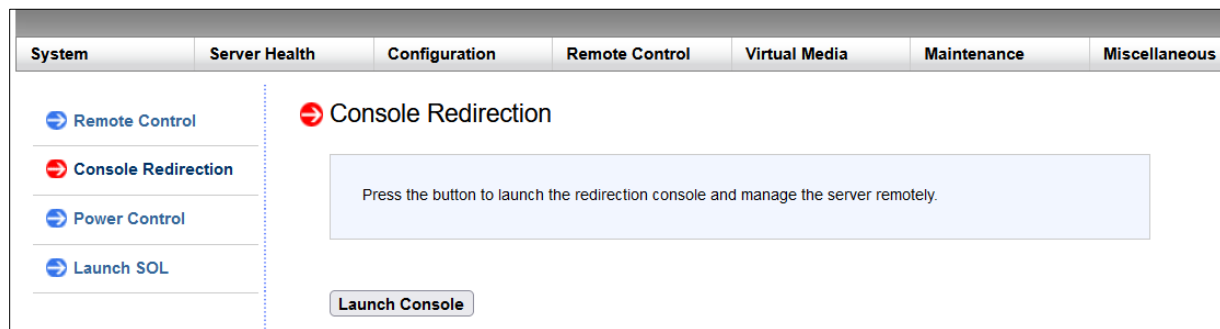 System Server Health Configuration Remote Control Virtual Media Maintenance Miscellaneous
Remote Control
Console Redirection
Power Control
Launch SOL
Console Redirection
Press the button to launch the redirection console and manage the server remotely.
Launch Console